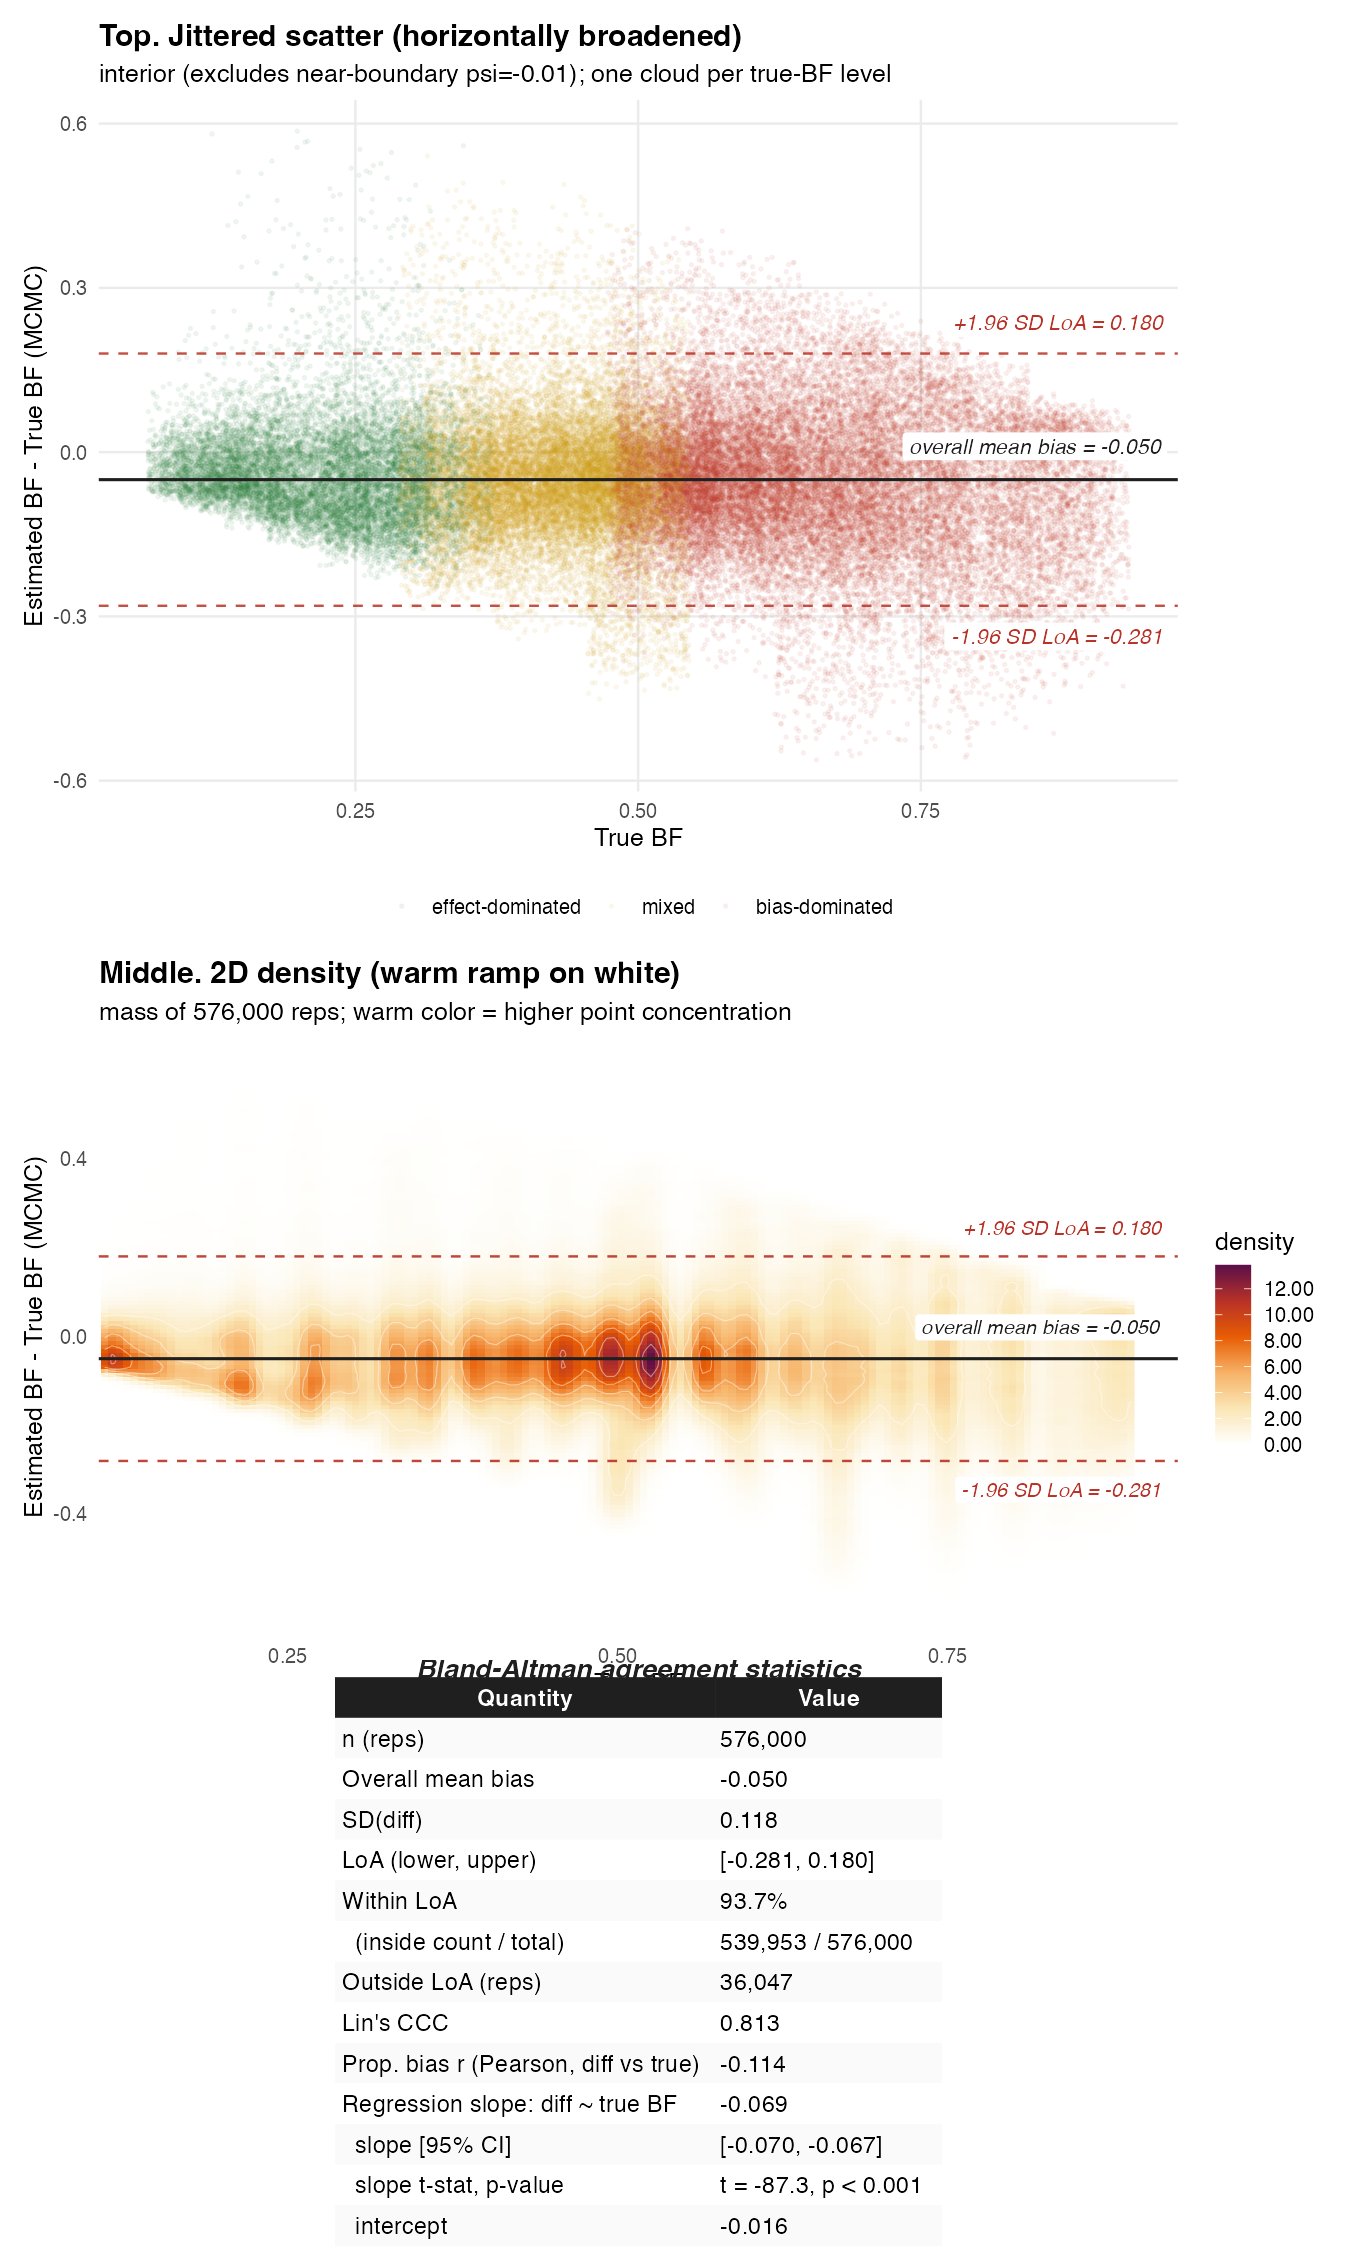 Top. Jittered scatter (horizontally broadened)
interior (excludes near-boundary psi=-0.01); one cloud per true-BF level
Estimated BF - True BF (MCMC)
0.6
0.3
0.0
-0.3
-0.6
+1.96 SD LoA = 0.180
overall mean bias = -0.050
-1.96 SD LoA = -0.281
0.25 0.50 0.75
True BF
effect-dominated mixed bias-dominated
Middle. 2D density (warm ramp on white)
mass of 576,000 reps; warm color = higher point concentration
Estimated BF - True BF (MCMC)
0.4
0.0
-0.4
+1.96 SD LoA = 0.180
overall mean bias = -0.050
-1.96 SD LoA = -0.281
density
12.00
10.00
8.00
6.00
4.00
2.00
0.00
0.25 0.50 0.75
Bland-Altman agreement statistics
Quantity Value
n (reps) 576,000
Overall mean bias -0.050
SD(diff) 0.118
LoA (lower, upper) [-0.281, 0.180]
Within LoA 93.7%
(inside count / total) 539,953 / 576,000
Outside LoA (reps) 36,047
Lin's CCC 0.813
Prop. bias r (Pearson, diff vs true) -0.114
Regression slope: diff ~ true BF -0.069
slope [95% CI] [-0.070, -0.067]
slope t-stat, p-value t = -87.3, p < 0.001
intercept -0.016